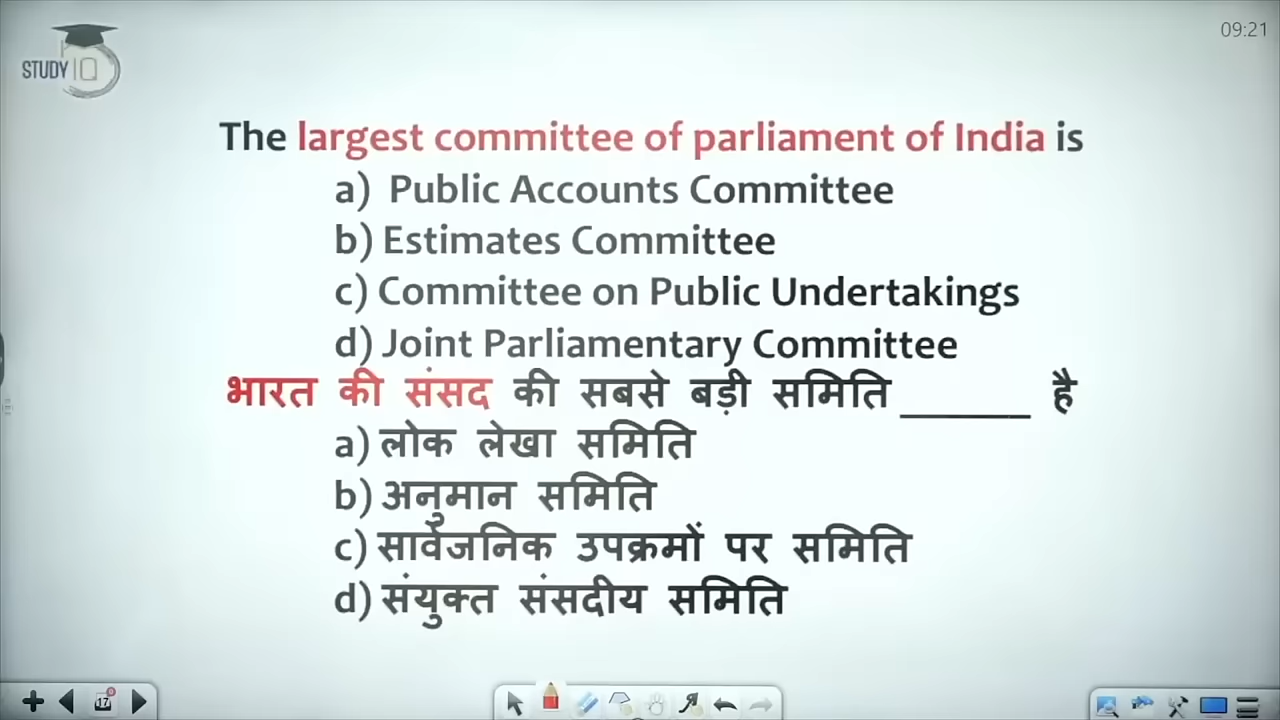 STUDY IQ
09:21
The largest committee of parliament of India is
a) Public Accounts Committee
b) Estimates Committee
c) Committee on Public Undertakings
d) Joint Parliamentary Committee
भारत की संसद की सबसे बड़ी समिति ______ है
a) लोक लेखा समिति
b) अनुमान समिति
c) सार्वजनिक उपक्रमों पर समिति
d) संयुक्त संसदीय समिति
17